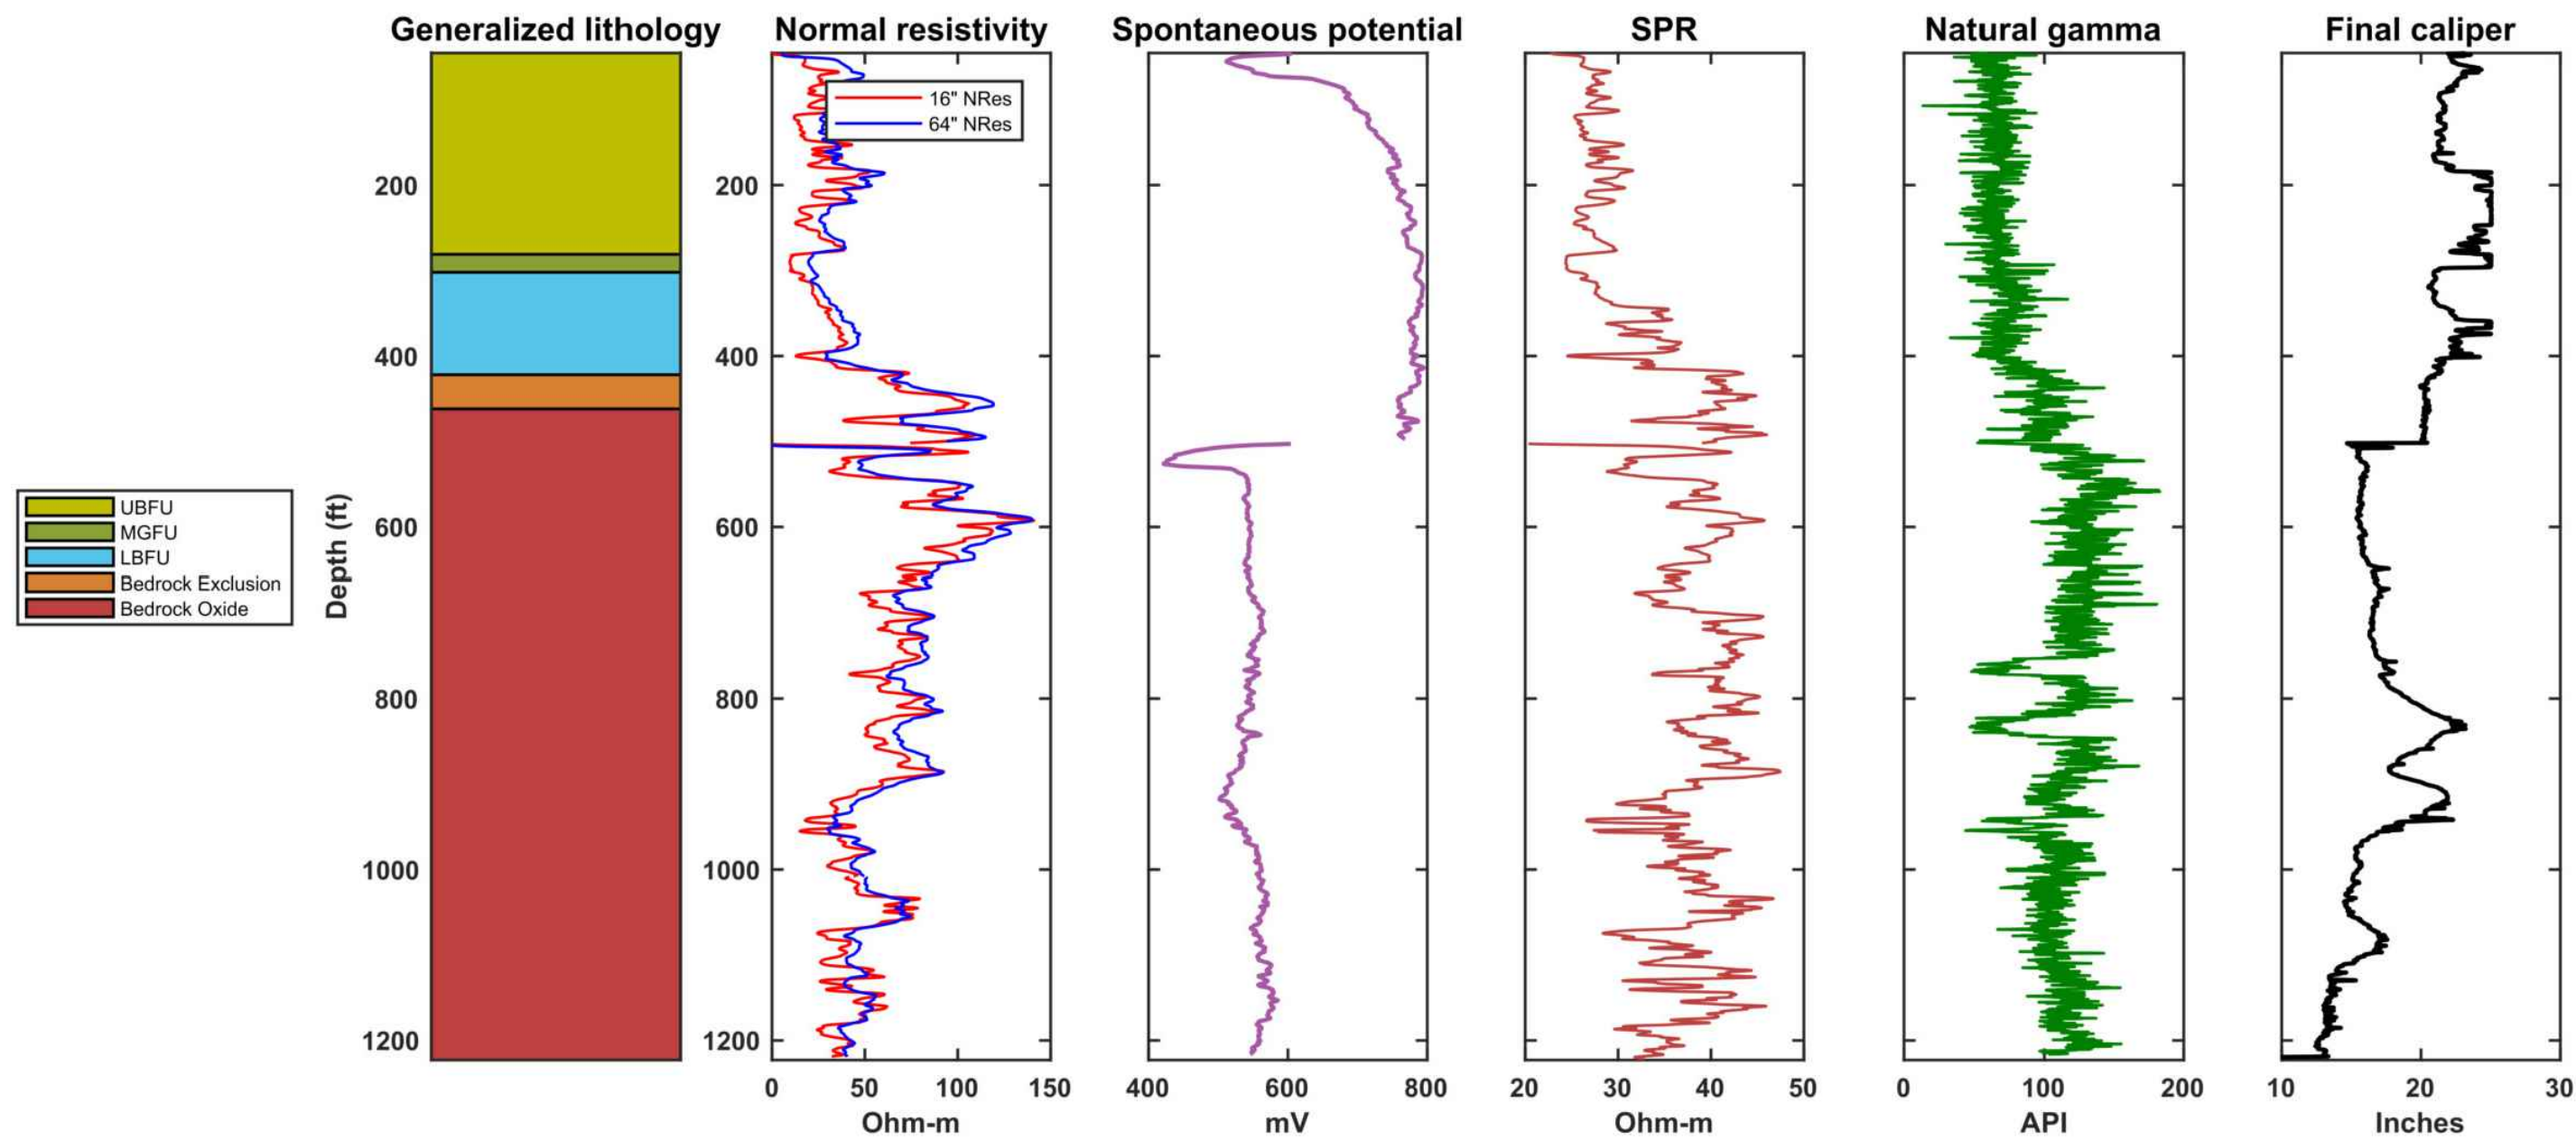 Generalized lithology
Normal resistivity
Spontaneous potential
SPR
Natural gamma
Final caliper
16" NRes
64" NRes
200
400
600
800
1000
1200
Depth (ft)
UBFU
MGFU
LBFU
Bedrock Exclusion
Bedrock Oxide
200
400
600
800
1000
1200
0 50 100 150
Ohm-m
400 600 800
mV
20 30 40 50
Ohm-m
0 100 200
API
10 20 30
Inches